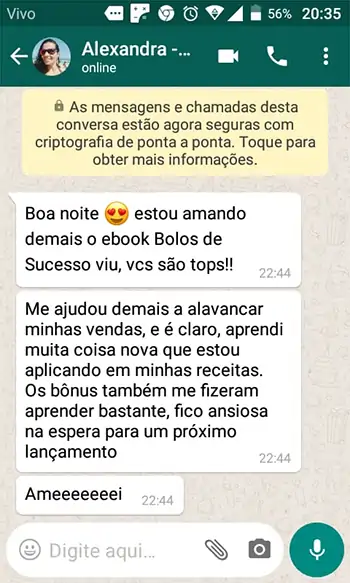 Vivo 56% 20:35
Alexandra -...
online
As mensagens e chamadas desta
conversa estão agora seguras com
criptografia de ponta a ponta. Toque para
obter mais informações.
Boa noite 😍 estou amando
demais o ebook Bolos de
Sucesso viu, vcs são tops!!
22:44
Me ajudou demais a alavancar
minhas vendas, e é claro, aprendi
muita coisa nova que estou
aplicando em minhas receitas.
Os bônus também me fizeram
aprender bastante, fico ansiosa
na espera para um próximo
lançamento
22:44
Ameeeeeeei 22:44
Digite aqui...